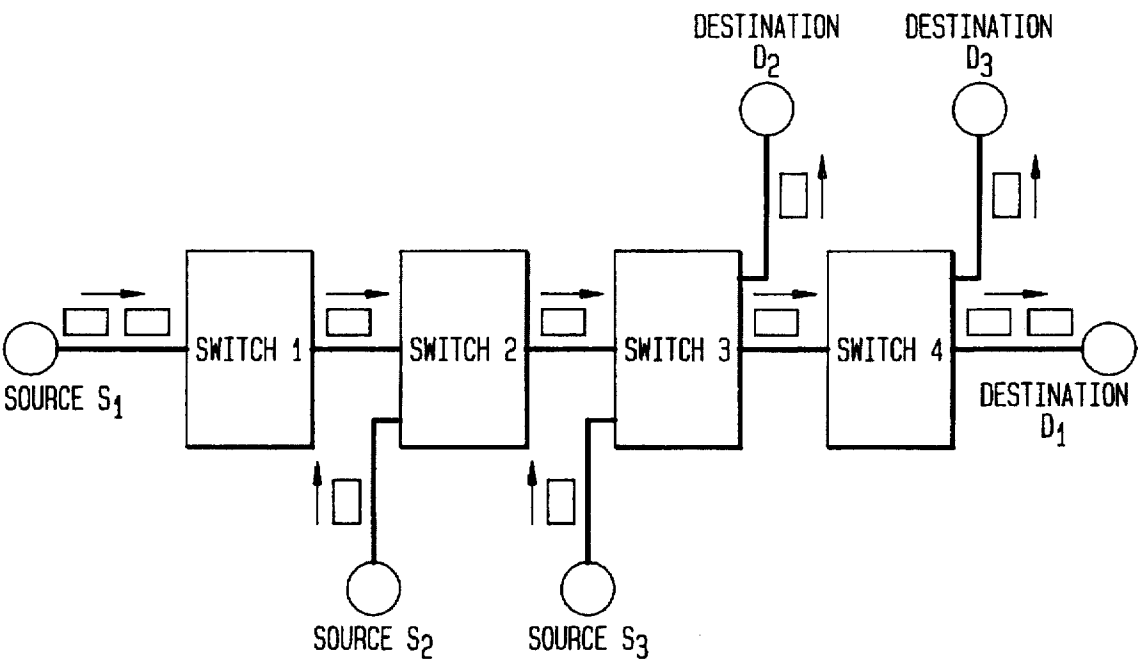 DESTINATION
D2
DESTINATION
D3
SWITCH 1
SWITCH 2
SWITCH 3
SWITCH 4
SOURCE S1
DESTINATION
D1
SOURCE S2
SOURCE S3